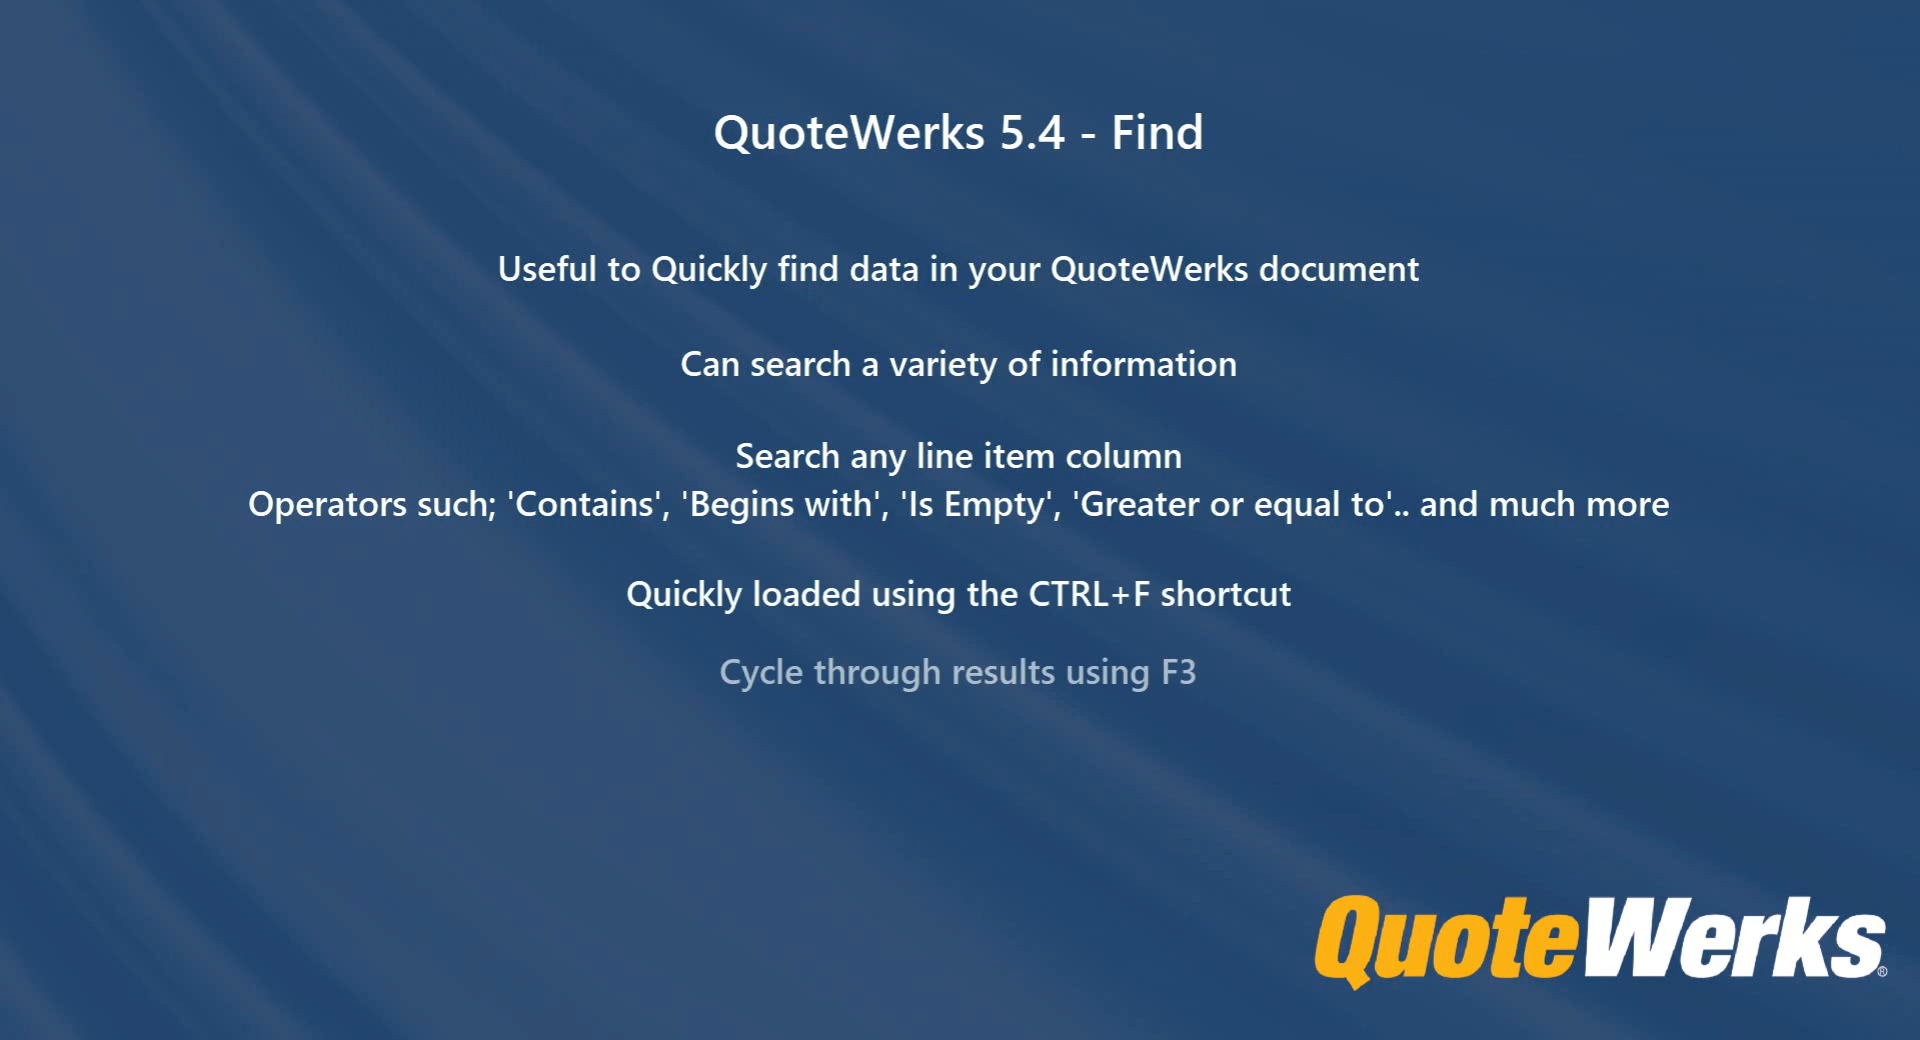 QuoteWerks 5.4 - Find
Useful to Quickly find data in your QuoteWerks document
Can search a variety of information
Search any line item column
Operators such; 'Contains', 'Begins with', 'Is Empty', 'Greater or equal to'.. and much more
Quickly loaded using the CTRL+F shortcut
Cycle through results using F3
QuoteWerks®